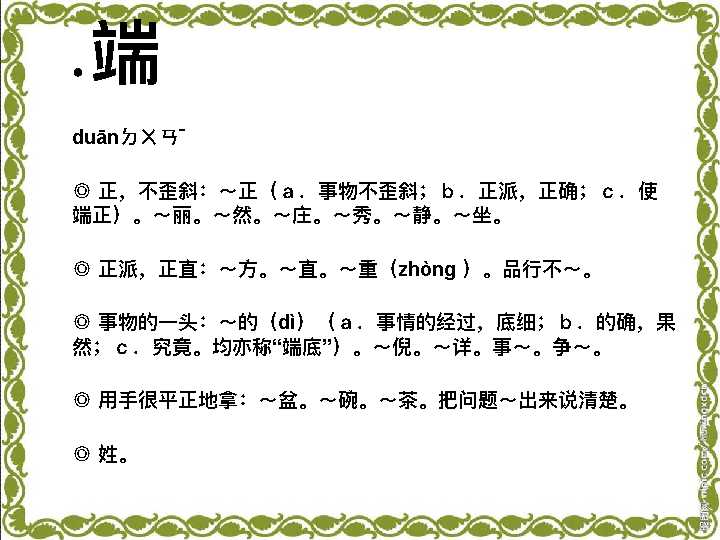 .端
duānㄉㄨㄢˉ
◎ 正，不歪斜：～正（ａ．事物不歪斜；ｂ．正派，正确；ｃ．使
端正）。～丽。～然。～庄。～秀。～静。～坐。
◎ 正派，正直：～方。～直。～重（zhòng ）。品行不～。
◎ 事物的一头：～的（dì）（ａ．事情的经过，底细；ｂ．的确，果
然；ｃ．究竟。均亦称“端底”）。～倪。～详。事～。争～。
◎ 用手很平正地拿：～盆。～碗。～茶。把问题～出来说清楚。
◎ 姓。